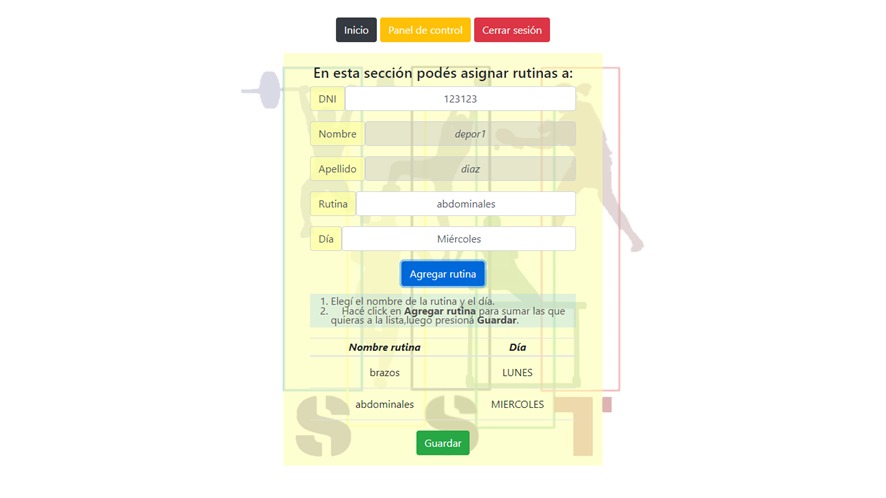 Inicio Panel de control Cerrar sesión
En esta sección podés asignar rutinas a:
DNI 123123
Nombre depor1
Apellido diaz
Rutina abdominales
Día Miércoles
Agregar rutina
1. Elegí el nombre de la rutina y el día.
2. Hacé click en Agregar rutina para sumar las que
quieras a la lista,luego presioná Guardar.
Nombre rutina Día
brazos LUNES
abdominales MIERCOLES
S S T
Guardar